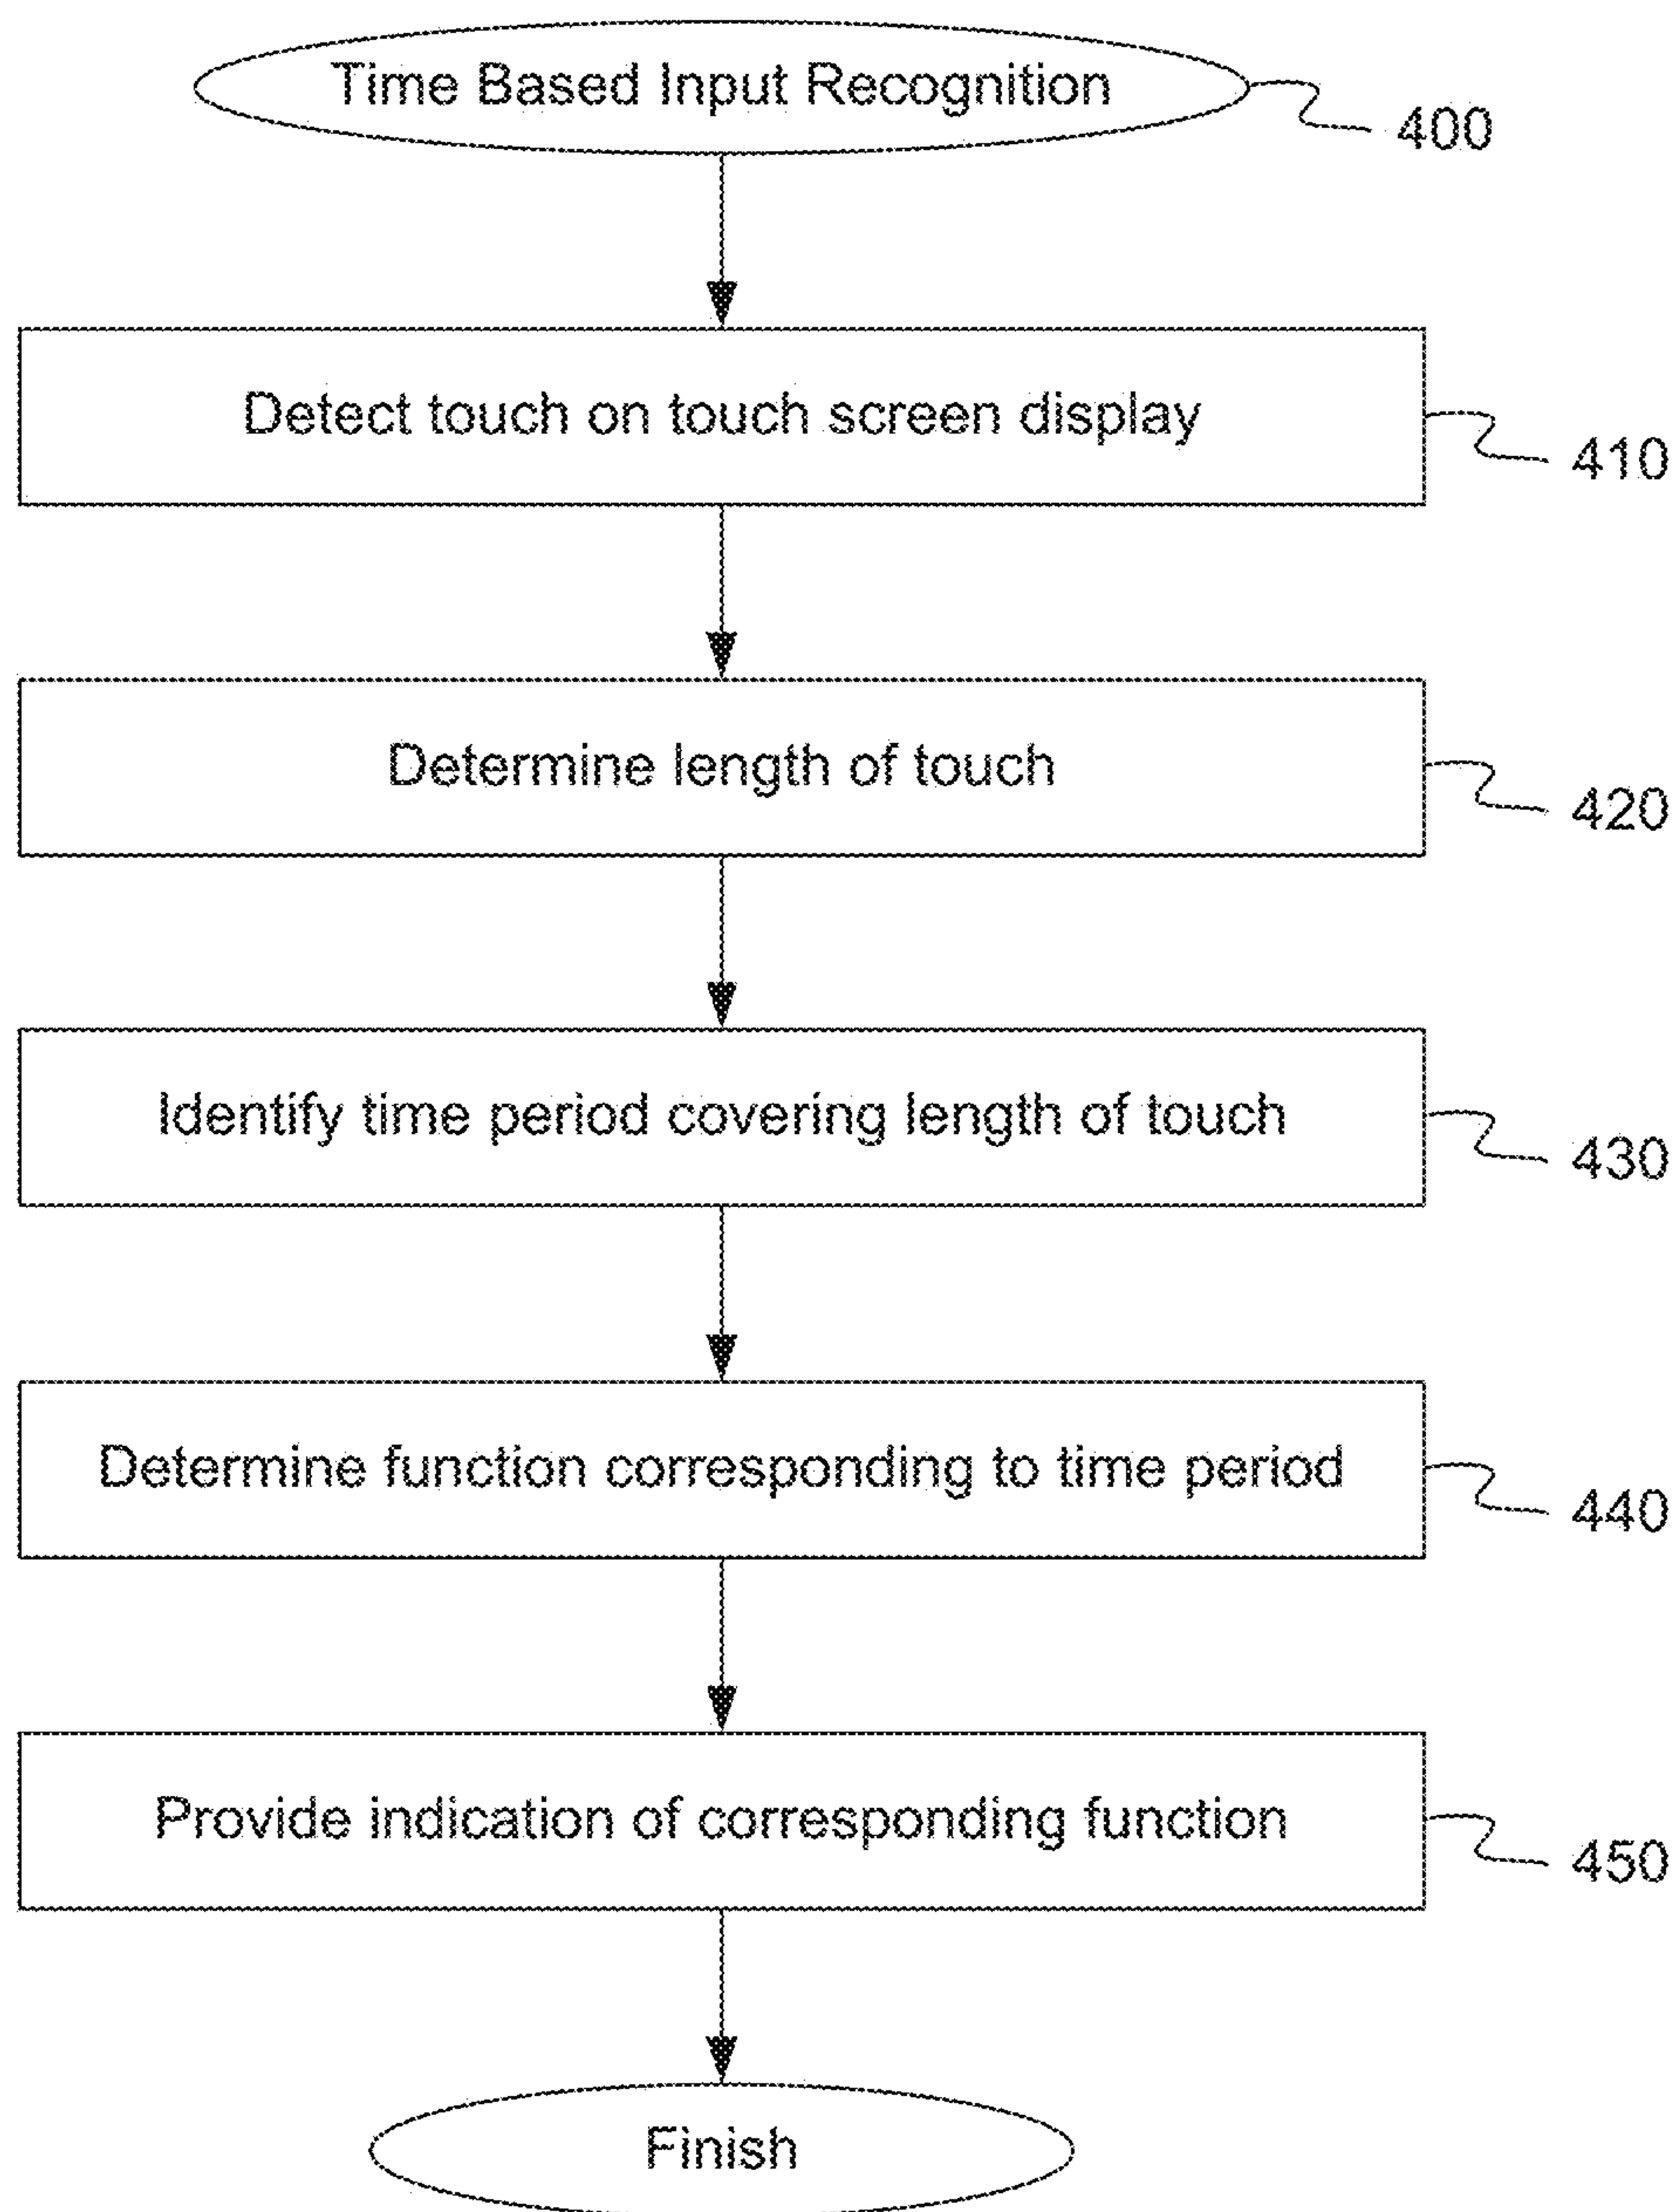 Time Based Input Recognition
400
Detect touch on touch screen display
410
Determine length of touch
420
Identify time period covering length of touch
430
Determine function corresponding to time period
440
Provide indication of corresponding function
450
Finish